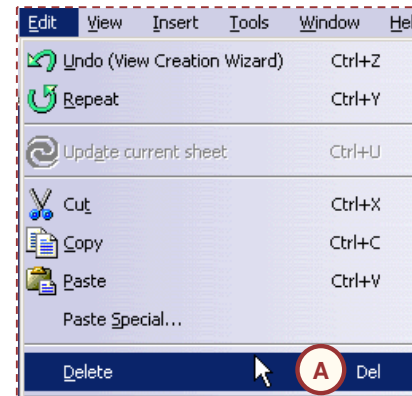 Edit View Insert Tools Window Hel
Undo (View Creation Wizard) Ctrl+Z
Repeat Ctrl+Y
Update current sheet Ctrl+U
Cut Ctrl+X
Copy Ctrl+C
Paste Ctrl+V
Paste Special...
Delete A Del